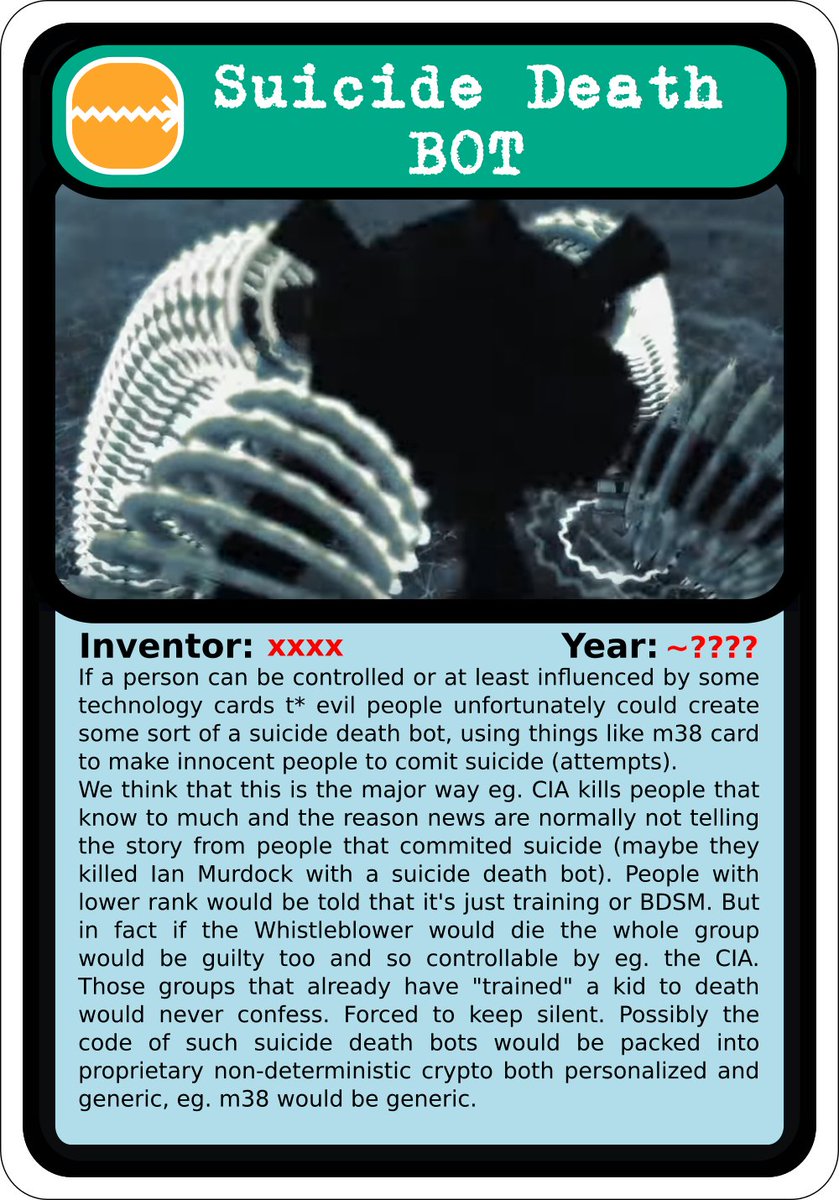 Suicide Death
BOT
Inventor: xxxx Year: ~????
If a person can be controlled or at least influenced by some
technology cards t* evil people unfortunately could create
some sort of a suicide death bot, using things like m38 card
to make innocent people to comit suicide (attempts).
We think that this is the major way eg. CIA kills people that
know to much and the reason news are normally not telling
the story from people that commited suicide (maybe they
killed Ian Murdock with a suicide death bot). People with
lower rank would be told that it's just training or BDSM. But
in fact if the Whistleblower would die the whole group
would be guilty too and so controllable by eg. the CIA.
Those groups that already have "trained" a kid to death
would never confess. Forced to keep silent. Possibly the
code of such suicide death bots would be packed into
proprietary non-deterministic crypto both personalized and
generic, eg. m38 would be generic.